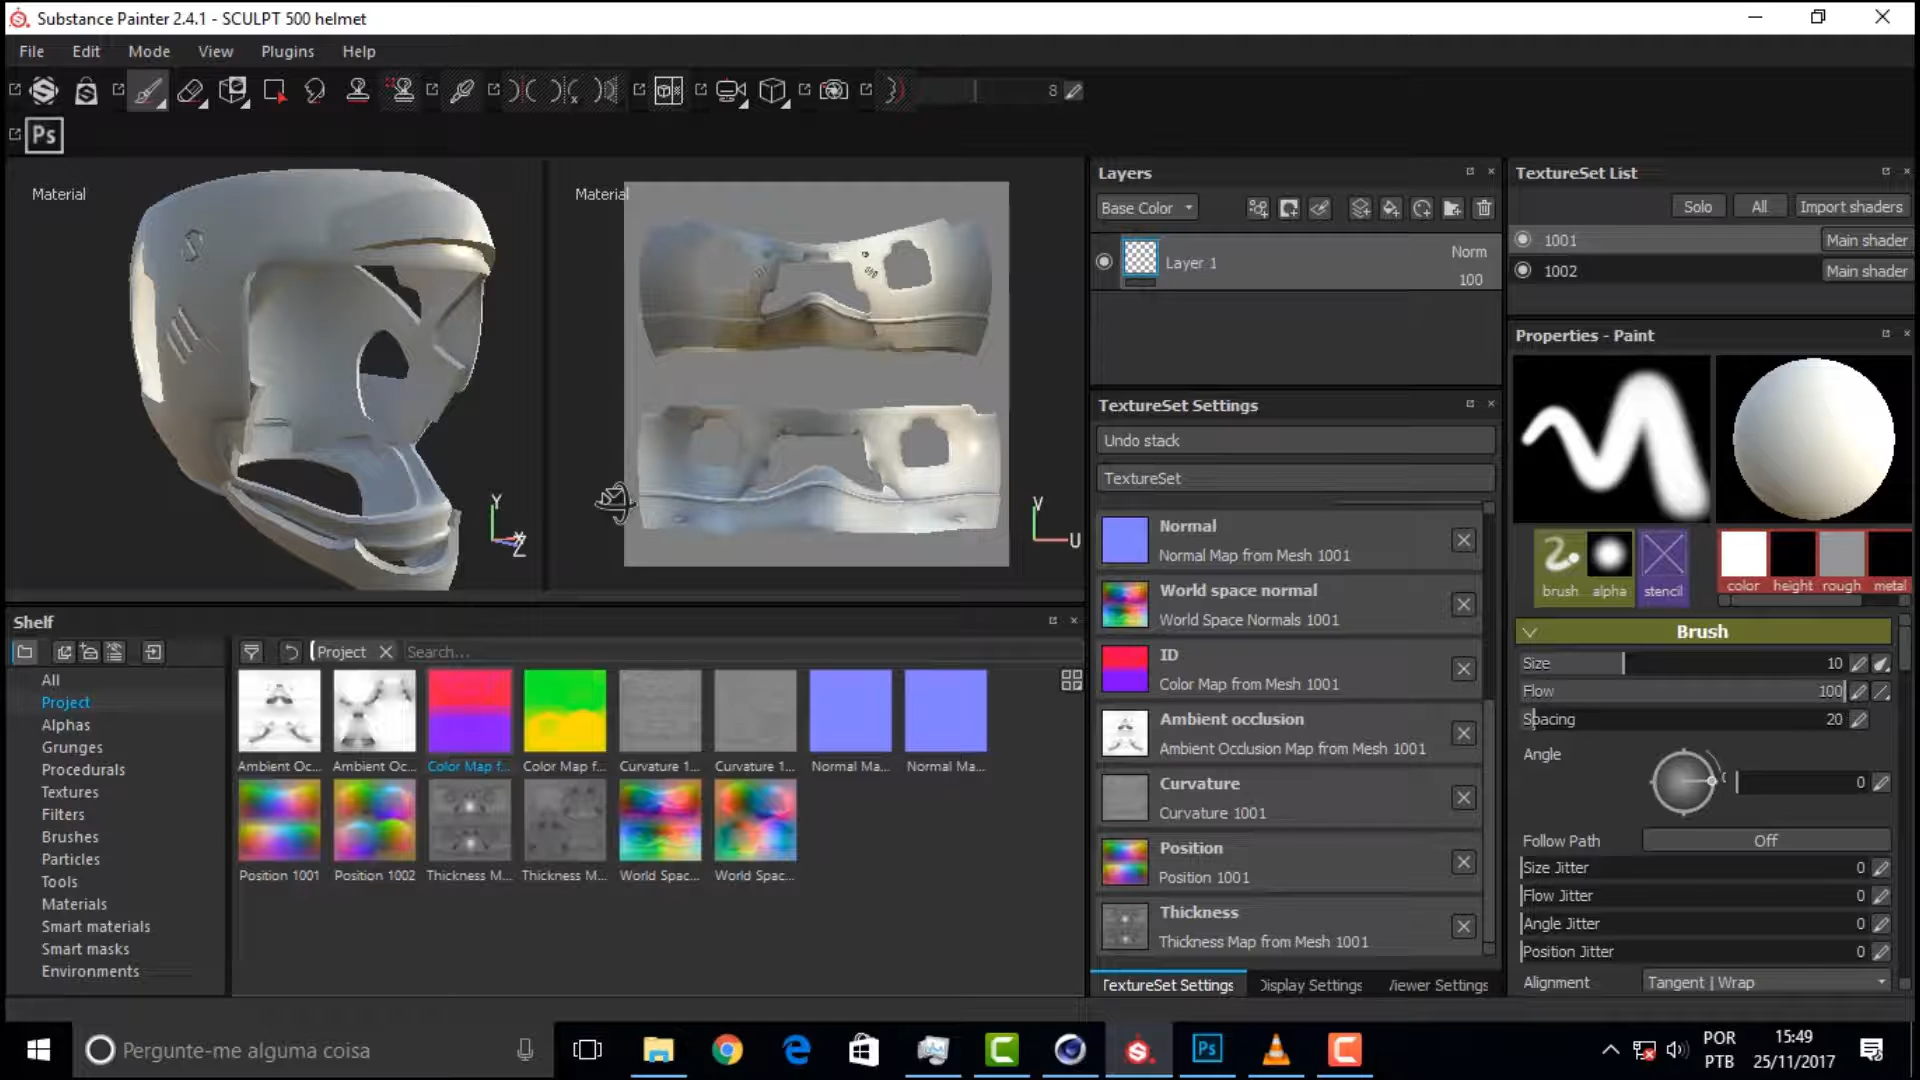 Substance Painter 2.4.1 - SCULPT 500 helmet
File Edit Mode View Plugins Help
8
Ps
Material
Material
Y
Z
V
U
Layers
Base Color
Layer 1
Norm
100
TextureSet List
Solo All Import shaders
1001 Main shader
1002 Main shader
TextureSet Settings
Undo stack
TextureSet
Normal
Normal Map from Mesh 1001
World space normal
World Space Normals 1001
ID
Color Map from Mesh 1001
Ambient occlusion
Ambient Occlusion Map from Mesh 1001
Curvature
Curvature 1001
Position
Position 1001
Thickness
Thickness Map from Mesh 1001
TextureSet Settings Display Settings Viewer Settings
Properties - Paint
brush alpha stencil color height rough metal
Brush
Size 10
Flow 100
Spacing 20
Angle 0
Follow Path Off
Size Jitter 0
Flow Jitter 0
Angle Jitter 0
Position Jitter 0
Alignment Tangent | Wrap
Shelf
Project Search...
All
Project
Alphas
Grunges
Procedurals
Textures
Filters
Brushes
Particles
Tools
Materials
Smart materials
Smart masks
Environments
Ambient Oc... Ambient Oc... Color Map f... Color Map f... Curvature 1... Curvature 1... Normal Ma... Normal Ma...
Position 1001 Position 1002 Thickness M... Thickness M... World Spac... World Spac...
Pergunte-me alguma coisa
Ps
POR
PTB
15:49
25/11/2017